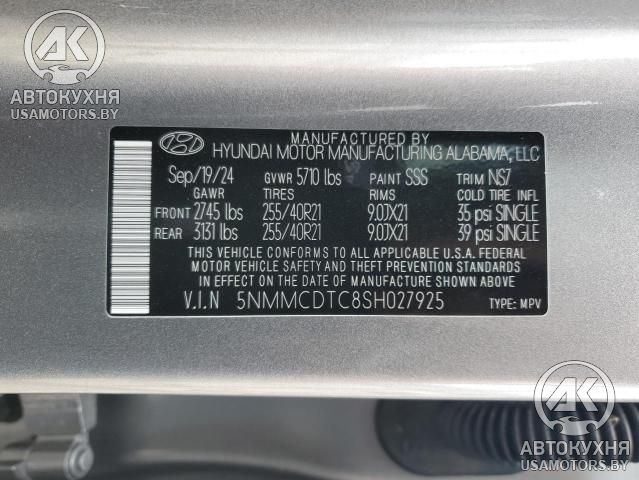 AK
АВТОКУХНЯ
USAMOTORS.BY
MANUFACTURED BY
HYUNDAI MOTOR MANUFACTURING ALABAMA, LLC
Sep/19/24 GVWR 5710 lbs PAINT SSS TRIM NS7
GAWR TIRES RIMS COLD TIRE INFL
FRONT 2745 lbs 255/40R21 9.0JX21 35 psi SINGLE
REAR 3131 lbs 255/40R21 9.0JX21 39 psi SINGLE
THIS VEHICLE CONFORMS TO ALL APPLICABLE U.S.A. FEDERAL
MOTOR VEHICLE SAFETY AND THEFT PREVENTION STANDARDS
IN EFFECT ON THE DATE OF MANUFACTURE SHOWN ABOVE
V.I.N 5NMMCDTC8SH027925 TYPE: MPV
AK
АВТОКУХНЯ
USAMOTORS.BY